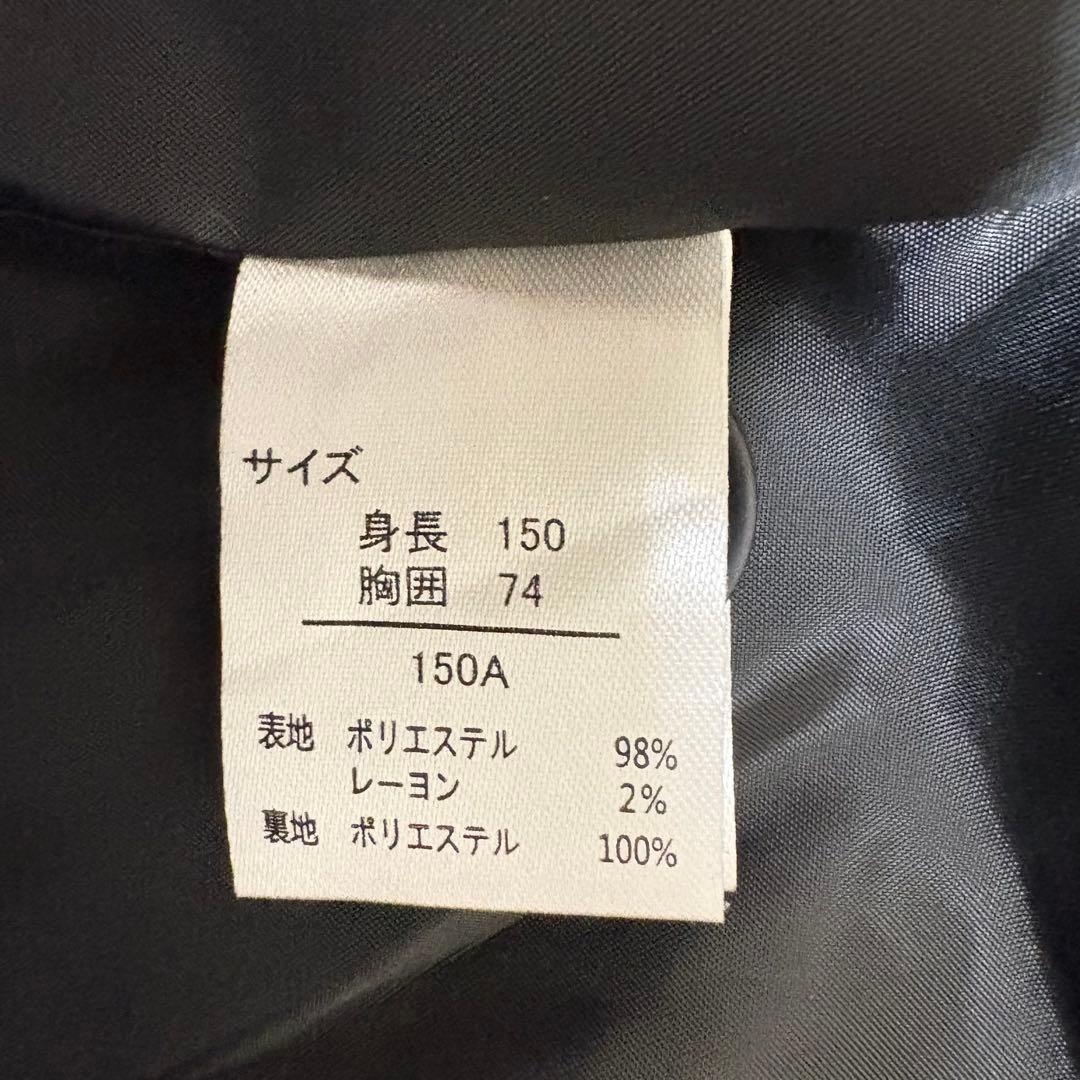 サイズ
身長 150
胸囲 74
150A
表地 ポリエステル 98%
レーヨン 2%
裏地 ポリエステル 100%